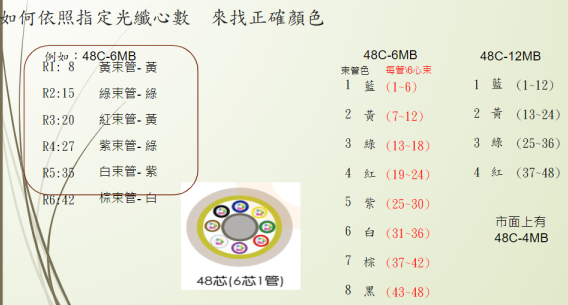 如何依照指定光纖心數　來找正確顏色
例如：48C-6MB
R1: 8　黃束管- 黃
R2:15　綠束管- 綠
R3:20　紅束管- 黃
R4:27　紫束管- 綠
R5:35　白束管- 紫
R6:42　棕束管- 白
48芯(6芯1管)
48C-6MB
束管色　每管\6心束
1 藍 (1~6)
2 黃 (7~12)
3 綠 (13~18)
4 紅 (19~24)
5 紫 (25~30)
6 白 (31~36)
7 棕 (37~42)
8 黑 (43~48)
48C-12MB
1 藍 (1~12)
2 黃 (13~24)
3 綠 (25~36)
4 紅 (37~48)
市面上有
48C-4MB